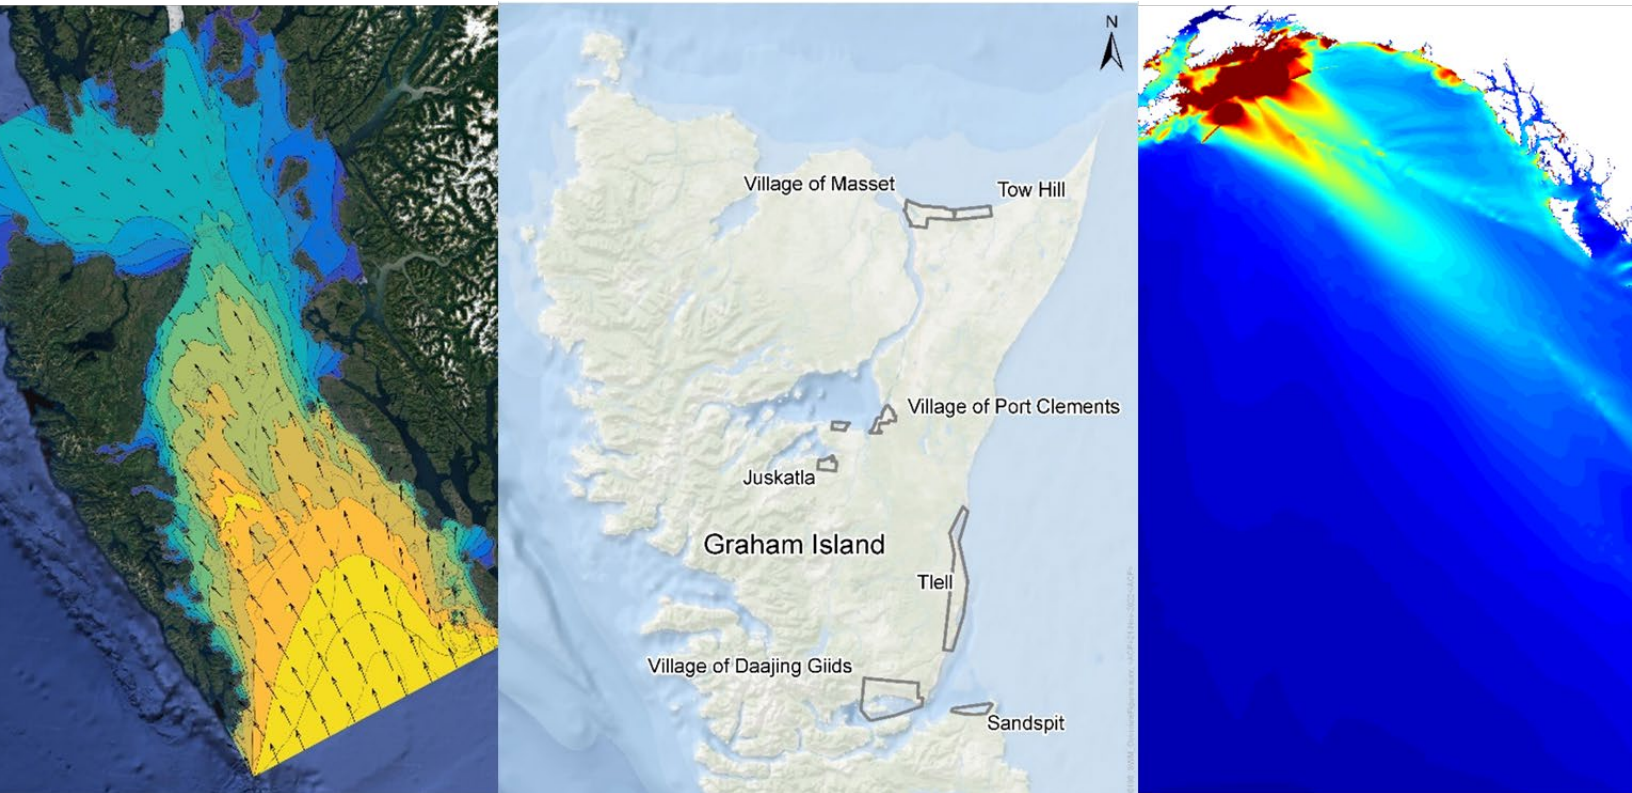 N
Village of Masset
Tow Hill
Village of Port Clements
Juskatla
Graham Island
Tlell
Village of Daajing Giids
Sandspit